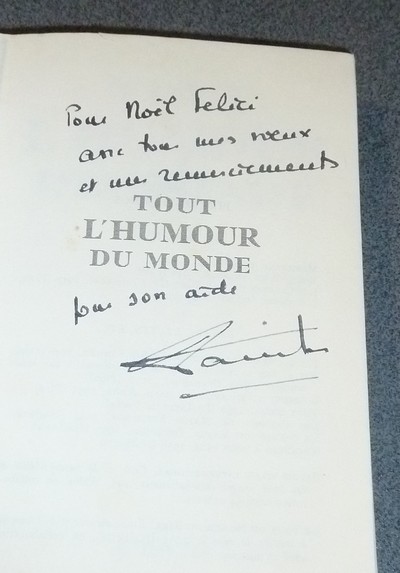 Pour Noël Felici
avec tous mes voeux
et mes remerciements
TOUT
L'HUMOUR
DU MONDE
pour son aide